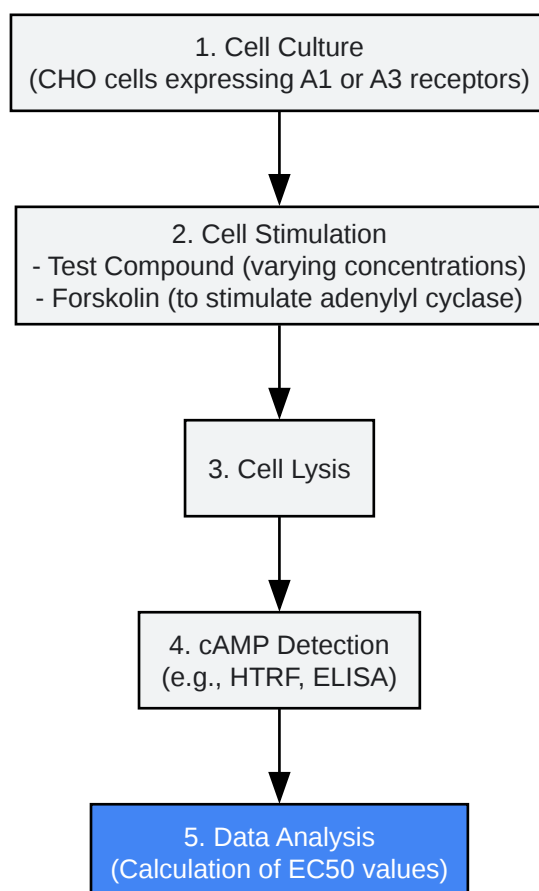 1. Cell Culture
(CHO cells expressing A1 or A3 receptors)
2. Cell Stimulation
- Test Compound (varying concentrations)
- Forskolin (to stimulate adenylyl cyclase)
3. Cell Lysis
4. cAMP Detection
(e.g., HTRF, ELISA)
5. Data Analysis
(Calculation of EC50 values)